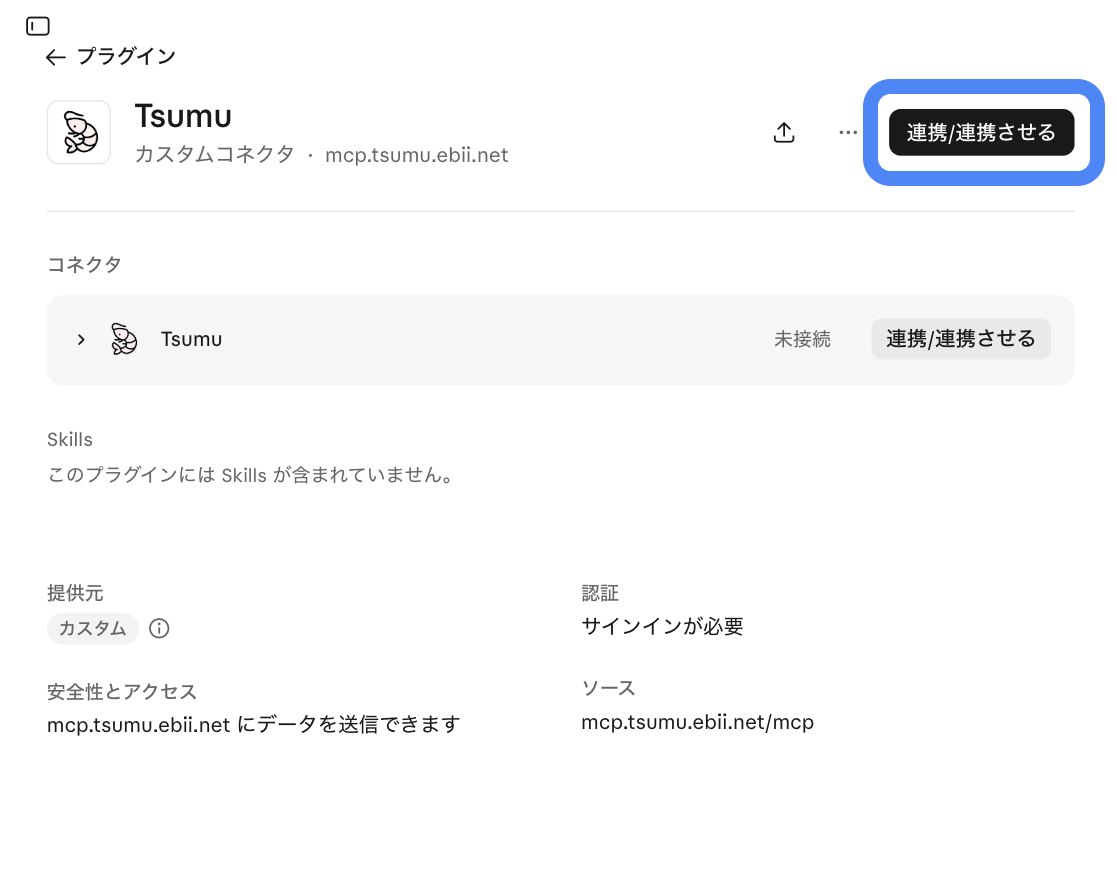 プラグイン
Tsumu
カスタムコネクタ · mcp.tsumu.ebii.net
連携/連携させる
コネクタ
Tsumu
未接続
連携/連携させる
Skills
このプラグインには Skills が含まれていません。
提供元
カスタム
認証
サインインが必要
安全性とアクセス
mcp.tsumu.ebii.net にデータを送信できます
ソース
mcp.tsumu.ebii.net/mcp